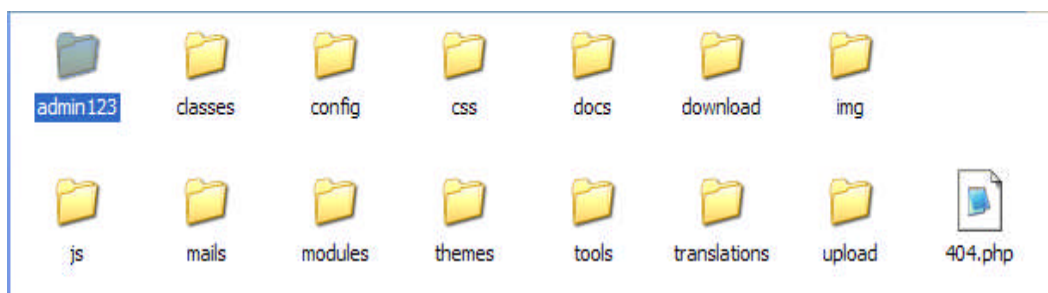 admin123 classes config css docs download img
js mails modules themes tools translations upload 404.php